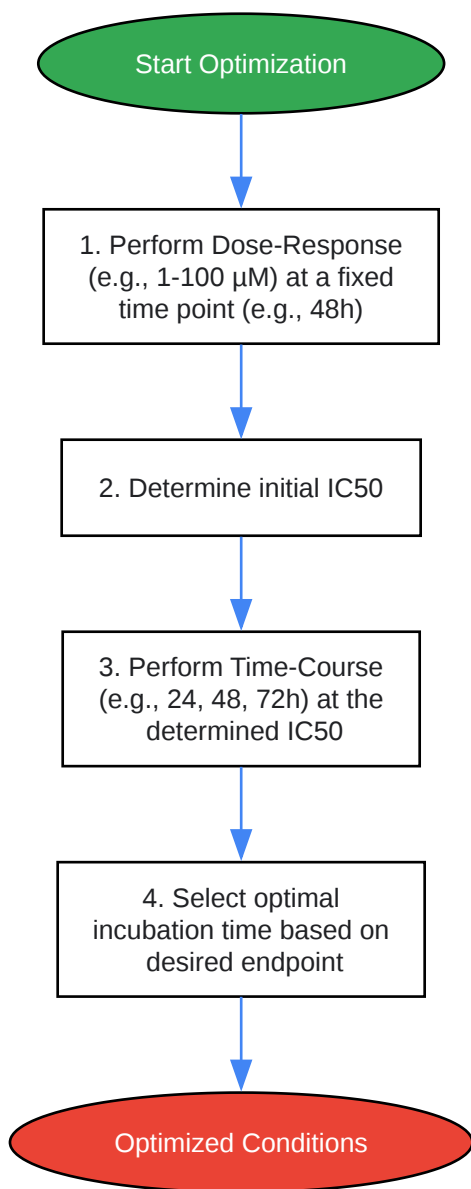 Start Optimization
1. Perform Dose-Response
(e.g., 1-100 µM) at a fixed
time point (e.g., 48h)
2. Determine initial IC50
3. Perform Time-Course
(e.g., 24, 48, 72h) at the
determined IC50
4. Select optimal
incubation time based on
desired endpoint
Optimized Conditions